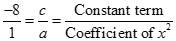 -8/1 = c/a = Constant term/Coefficient of x²